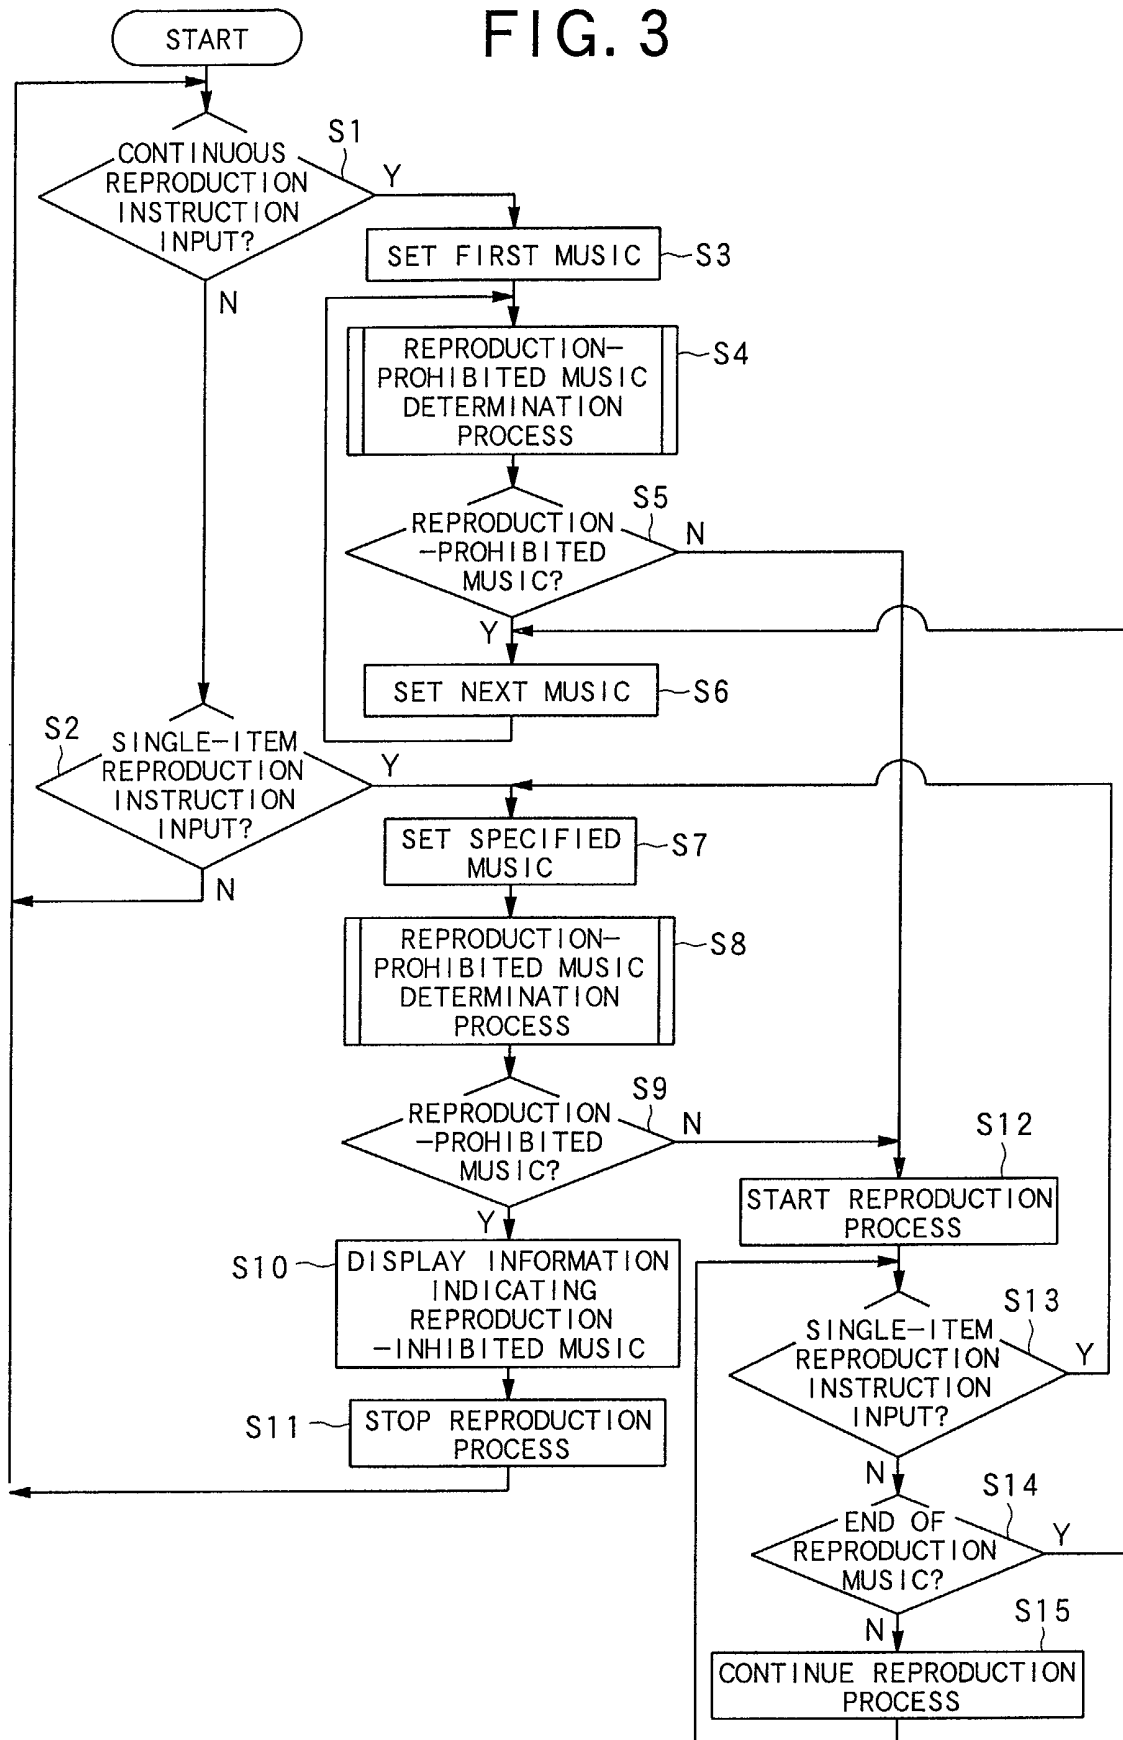 FIG. 3
START
S1
CONTINUOUS
REPRODUCTION
INSTRUCTION
INPUT?
Y
N
SET FIRST MUSIC
S3
REPRODUCTION-
PROHIBITED MUSIC
DETERMINATION
PROCESS
S4
S5
REPRODUCTION
-PROHIBITED
MUSIC?
N
Y
SET NEXT MUSIC
S6
S2
SINGLE-ITEM
REPRODUCTION
INSTRUCTION
INPUT?
Y
N
SET SPECIFIED
MUSIC
S7
REPRODUCTION-
PROHIBITED MUSIC
DETERMINATION
PROCESS
S8
S9
REPRODUCTION
-PROHIBITED
MUSIC?
N
Y
S10
DISPLAY INFORMATION
INDICATING
REPRODUCTION
-INHIBITED MUSIC
S11
STOP REPRODUCTION
PROCESS
S12
START REPRODUCTION
PROCESS
S13
SINGLE-ITEM
REPRODUCTION
INSTRUCTION
INPUT?
Y
N
S14
END OF
REPRODUCTION
MUSIC?
Y
N
S15
CONTINUE REPRODUCTION
PROCESS